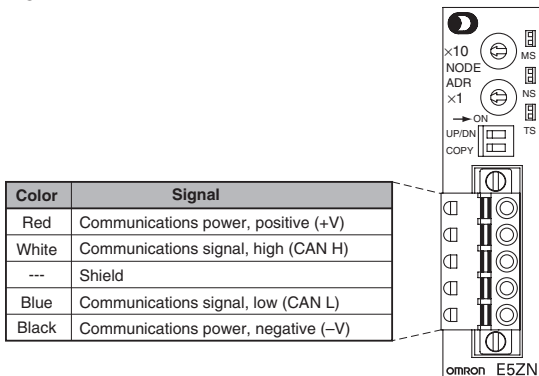 ×10
NODE
ADR
×1
MS
NS
TS
ON
UP/DN
COPY
Color Signal
Red Communications power, positive (+V)
White Communications signal, high (CAN H)
--- Shield
Blue Communications signal, low (CAN L)
Black Communications power, negative (–V)
OMRON E5ZN